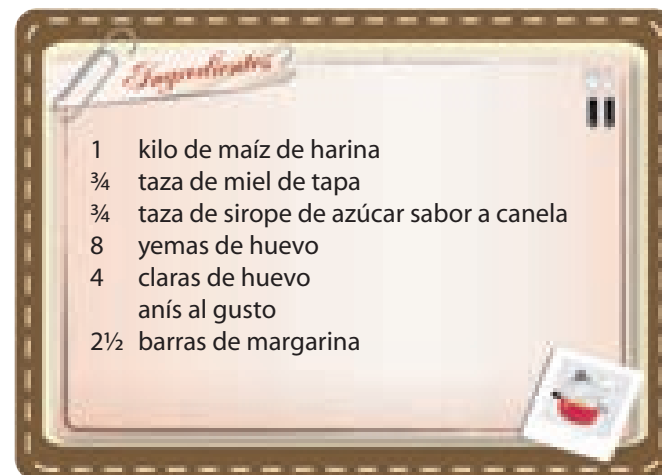 Ingredientes
1 kilo de maíz de harina
¾ taza de miel de tapa
¾ taza de sirope de azúcar sabor a canela
8 yemas de huevo
4 claras de huevo
anís al gusto
2½ barras de margarina